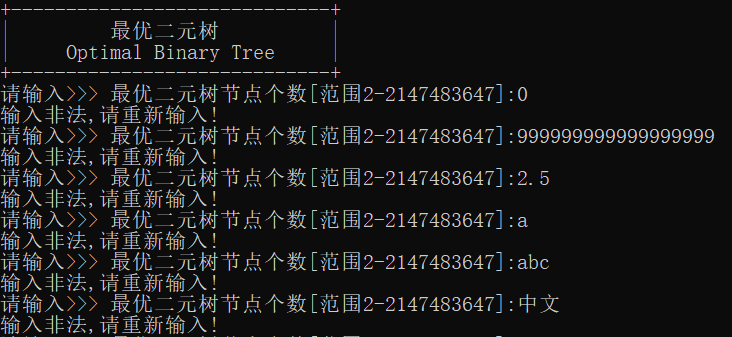 +-----------------------------+
|         最优二元树          |
|     Optimal Binary Tree     |
+-----------------------------+
请输入>>> 最优二元树节点个数[范围2-2147483647]:0
输入非法,请重新输入!
请输入>>> 最优二元树节点个数[范围2-2147483647]:999999999999999999
输入非法,请重新输入!
请输入>>> 最优二元树节点个数[范围2-2147483647]:2.5
输入非法,请重新输入!
请输入>>> 最优二元树节点个数[范围2-2147483647]:a
输入非法,请重新输入!
请输入>>> 最优二元树节点个数[范围2-2147483647]:abc
输入非法,请重新输入!
请输入>>> 最优二元树节点个数[范围2-2147483647]:中文
输入非法,请重新输入!